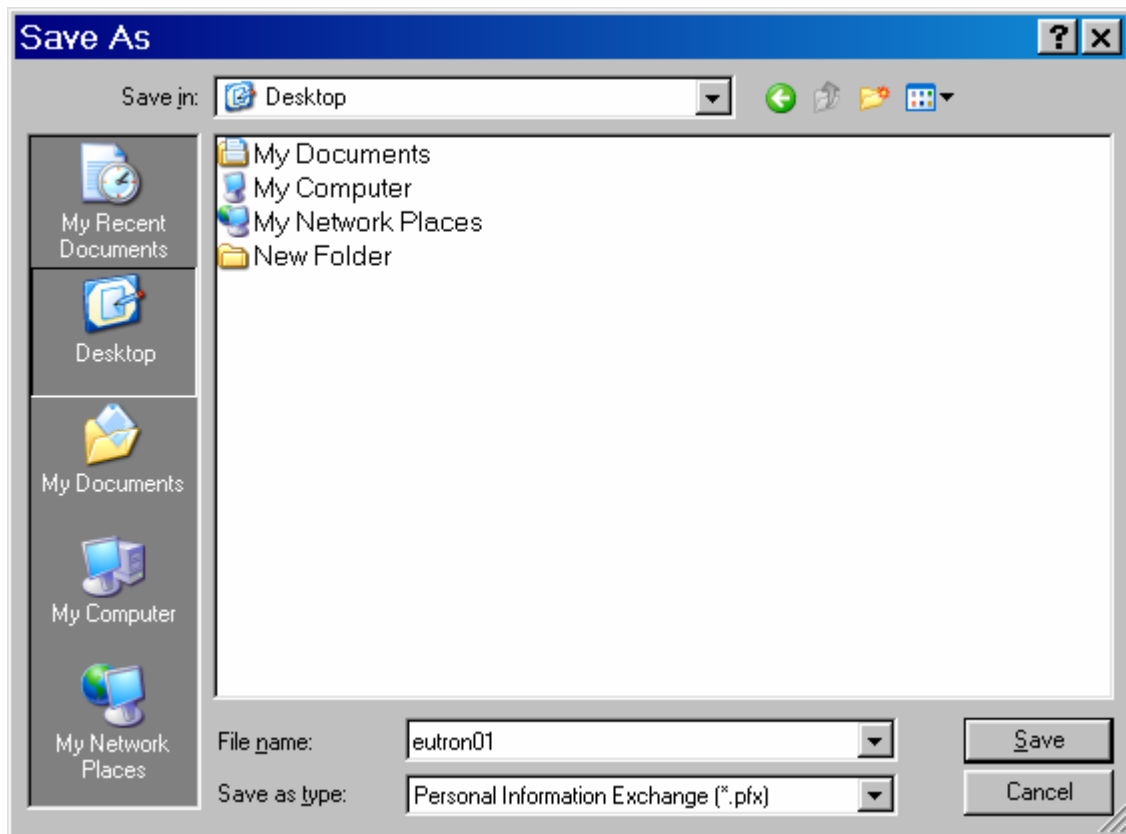 Save As
Save in:
Desktop
My Recent
Documents
Desktop
My Documents
My Computer
My Network
Places
My Documents
My Computer
My Network Places
New Folder
File name:
eutron01
Save
Save as type:
Personal Information Exchange (*.pfx)
Cancel